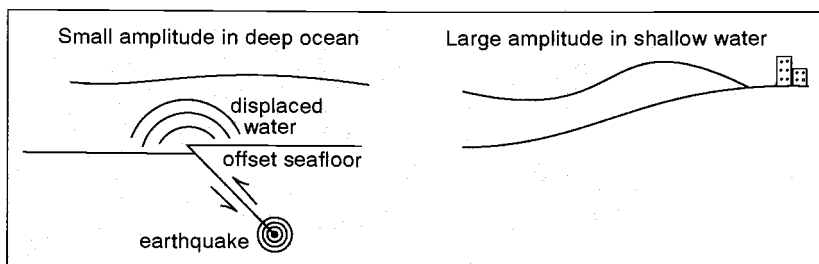 Small amplitude in deep ocean
displaced
water
offset seafloor
earthquake
Large amplitude in shallow water